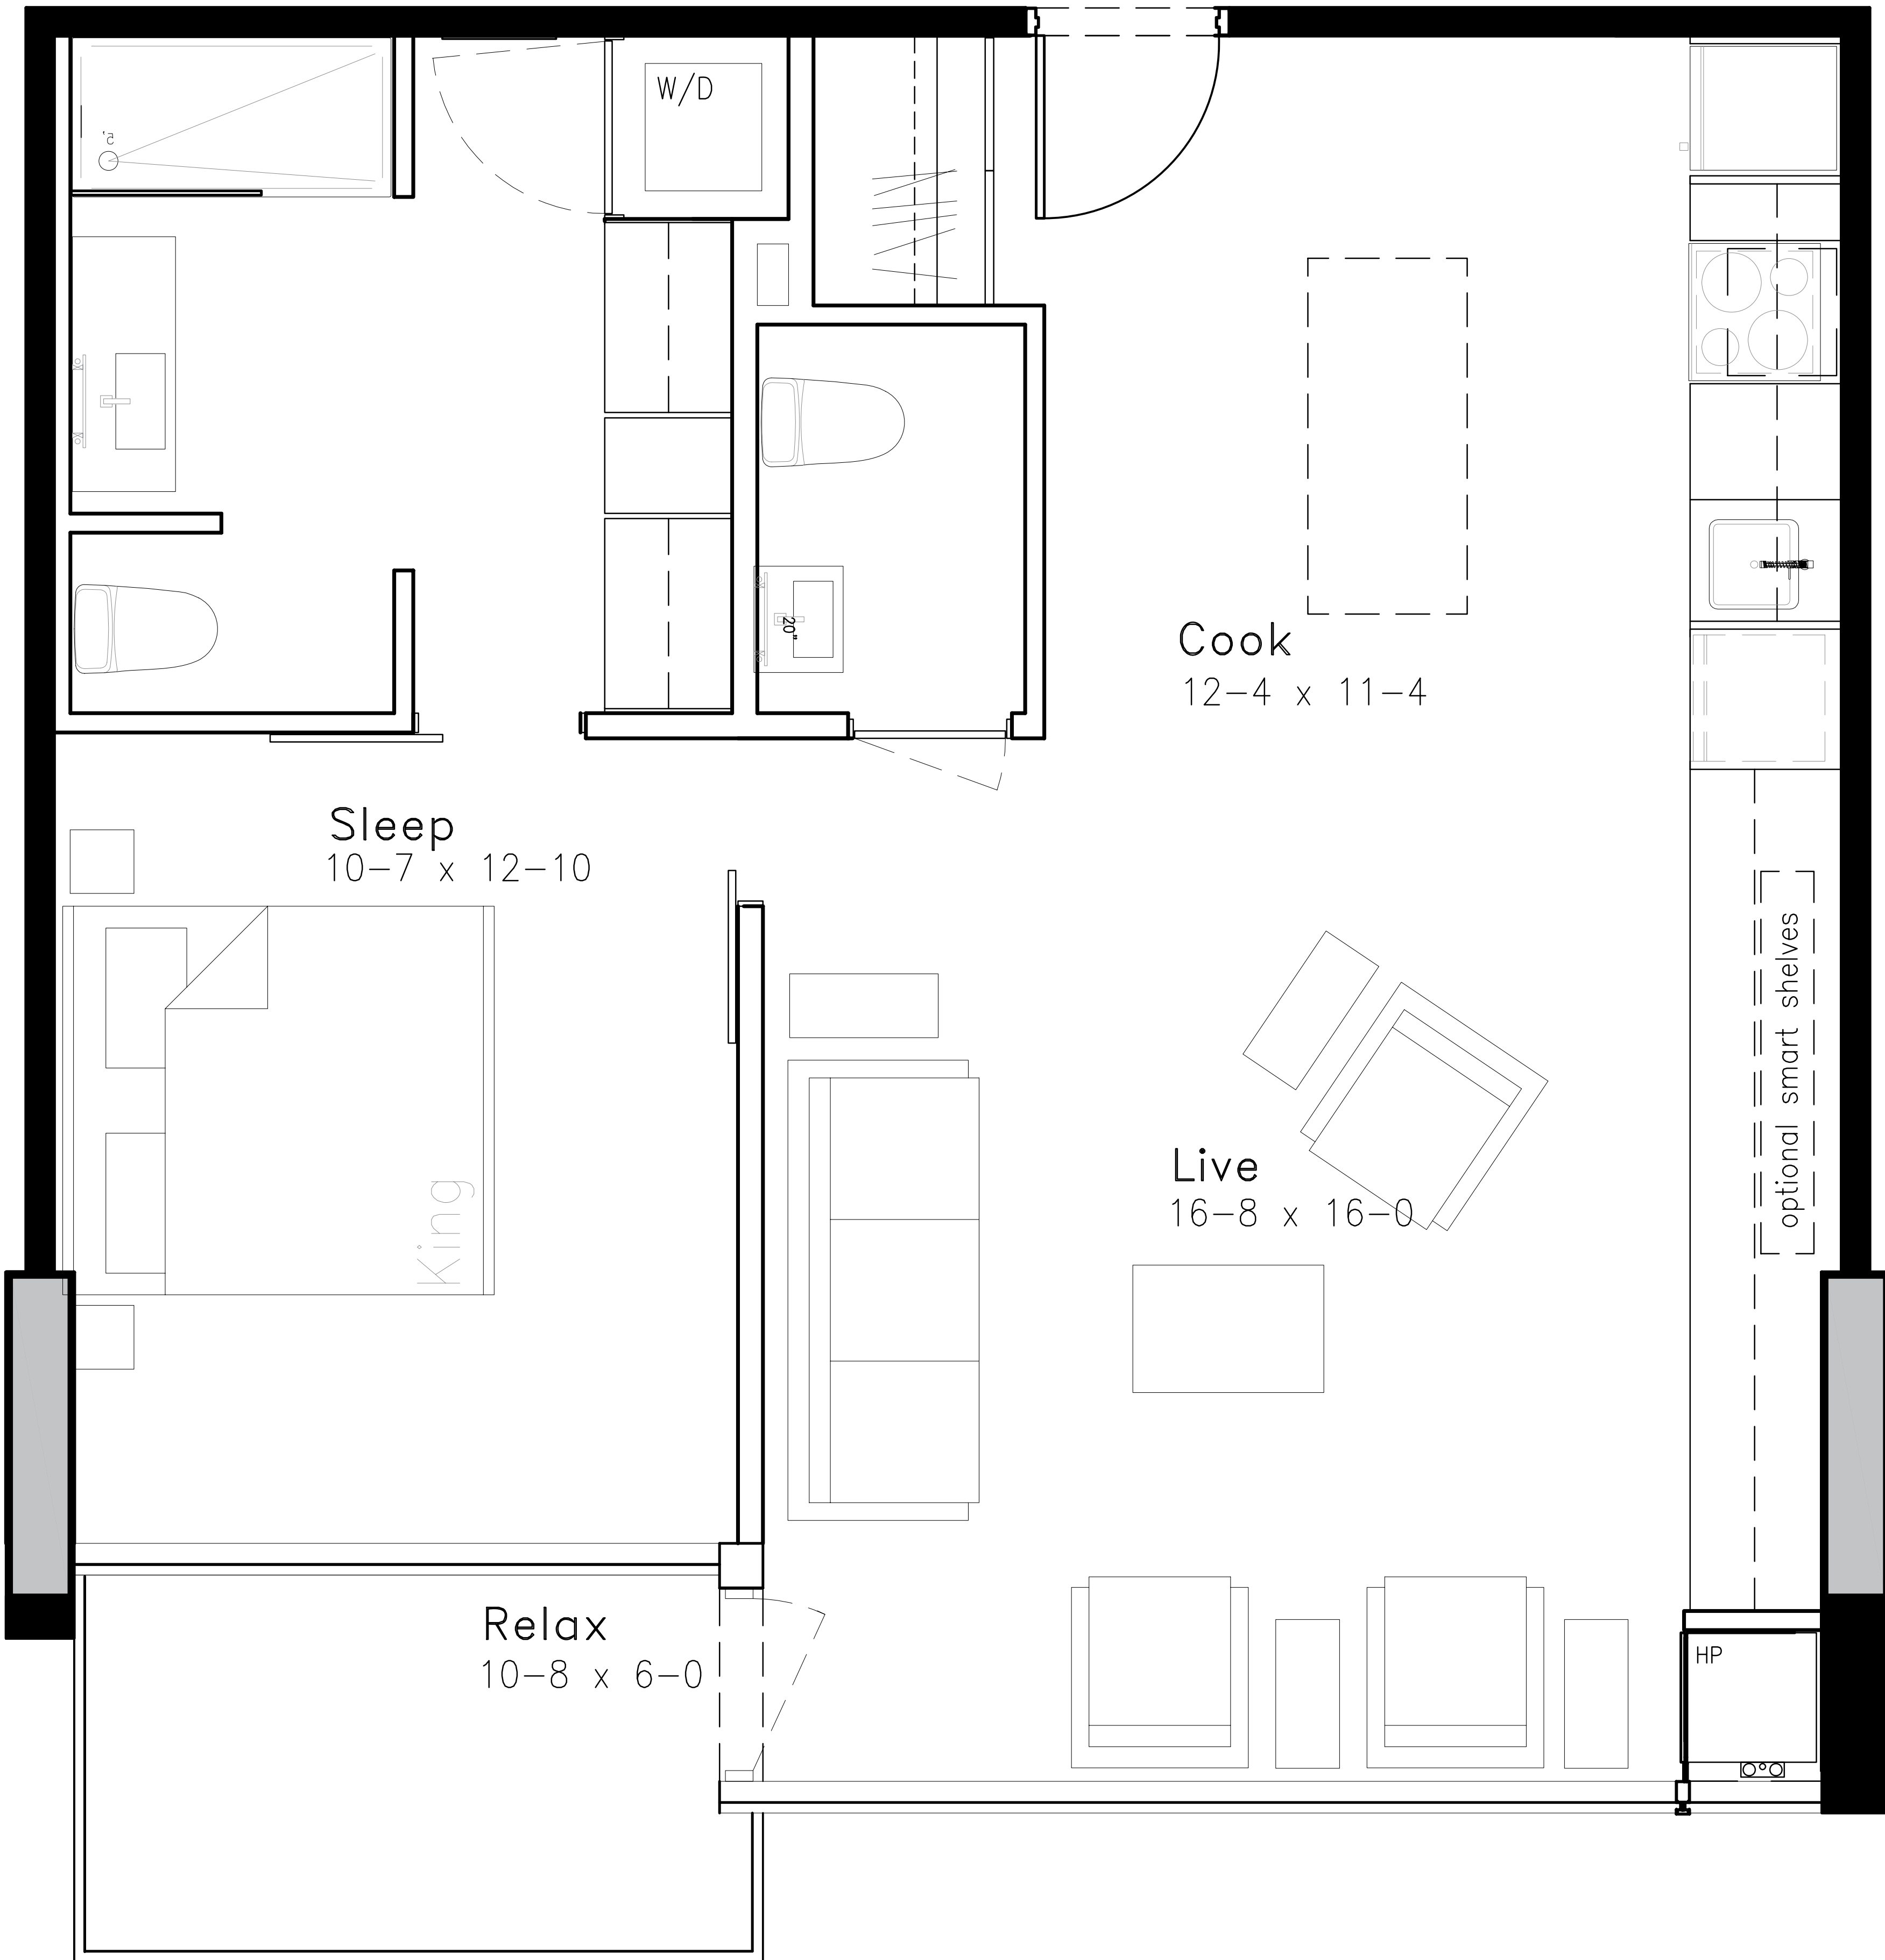 W/D
20"
Cook
12-4 x 11-4
Sleep
10-7 x 12-10
optional smart shelves
King
Live
16-8 x 16-0
Relax
10-8 x 6-0
HP